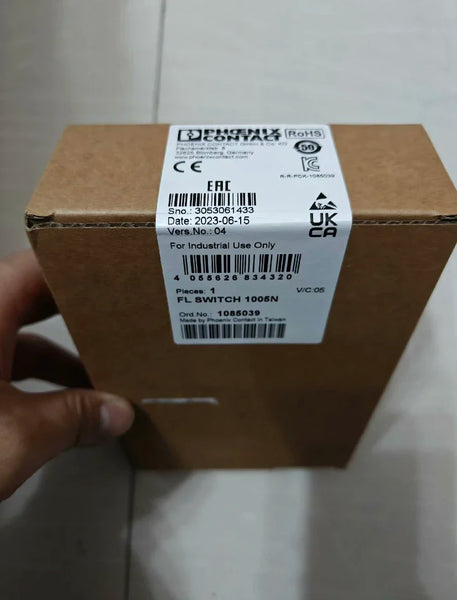 PHOENIX
CONTACT
RoHS
PHOENIX CONTACT GmbH & Co. KG
Flachsmarktstr. 8
32825 Blomberg, Germany
www.phoenixcontact.com
CE
R-R-PCK-1085039
EAC
Sno.: 3053061433
Date: 2023-06-15
Vers.No.: 04
UK
CA
For Industrial Use Only
4 055626 834320
Pieces: 1
V/C:05
FL SWITCH 1005N
Ord.No.: 1085039
Made by Phoenix Contact in Taiwan